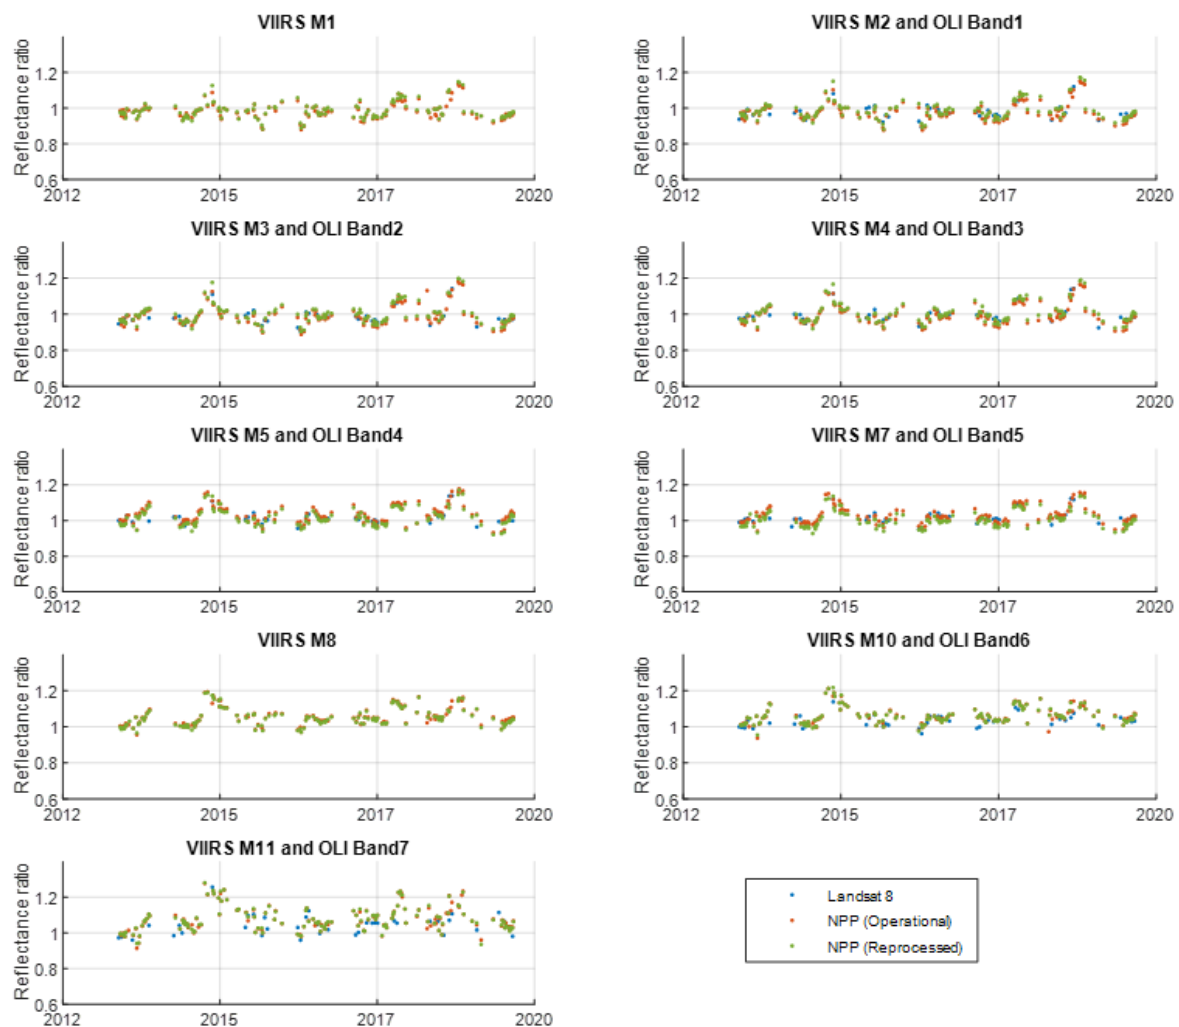 VIIRS M1
Reflectance ratio
1.2
1
0.8
0.6
2012 2015 2017 2020
VIIRS M2 and OLI Band1
Reflectance ratio
1.2
1
0.8
0.6
2012 2015 2017 2020
VIIRS M3 and OLI Band2
Reflectance ratio
1.2
1
0.8
0.6
2012 2015 2017 2020
VIIRS M4 and OLI Band3
Reflectance ratio
1.2
1
0.8
0.6
2012 2015 2017 2020
VIIRS M5 and OLI Band4
Reflectance ratio
1.2
1
0.8
0.6
2012 2015 2017 2020
VIIRS M7 and OLI Band5
Reflectance ratio
1.2
1
0.8
0.6
2012 2015 2017 2020
VIIRS M8
Reflectance ratio
1.2
1
0.8
0.6
2012 2015 2017 2020
VIIRS M10 and OLI Band6
Reflectance ratio
1.2
1
0.8
0.6
2012 2015 2017 2020
VIIRS M11 and OLI Band7
Reflectance ratio
1.2
1
0.8
0.6
2012 2015 2017 2020
Landsat 8
NPP (Operational)
NPP (Reprocessed)